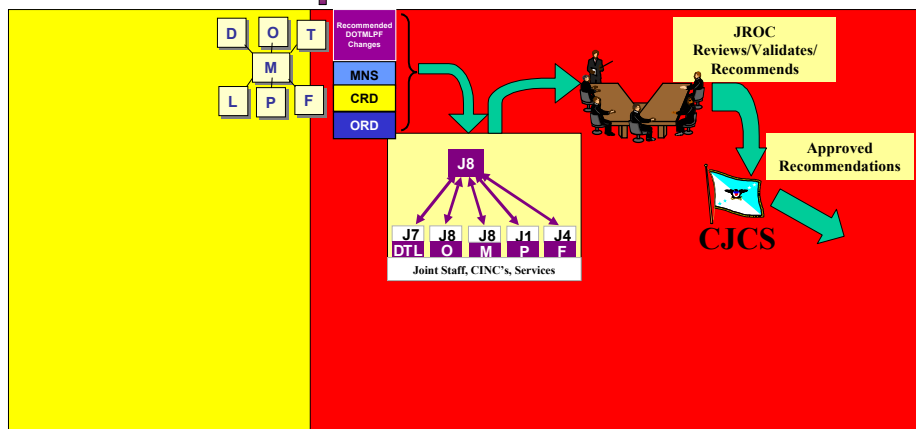 D O T
M
L P F
Recommended
DOTMLPF
Changes
MNS
CRD
ORD
JROC
Reviews/Validates/
Recommends
Approved
Recommendations
CJCS
J8
J7 J8 J8 J1 J4
DTL O M P F
Joint Staff, CINC's, Services